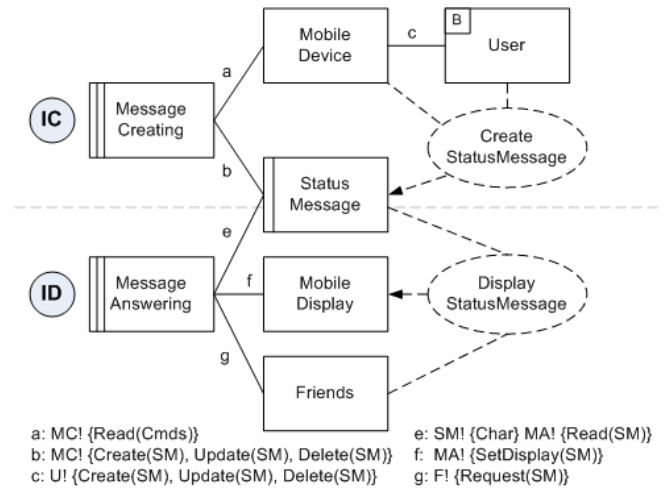 Mobile
Device
c
B
User
a
IC
Message
Creating
Create
StatusMessage
b
Status
Message
e
ID
Message
Answering
f
Mobile
Display
Display
StatusMessage
g
Friends
a: MC! {Read(Cmds)}
b: MC! {Create(SM), Update(SM), Delete(SM)}
c: U! {Create(SM), Update(SM), Delete(SM)}
e: SM! {Char} MA! {Read(SM)}
f: MA! {SetDisplay(SM)}
g: F! {Request(SM)}